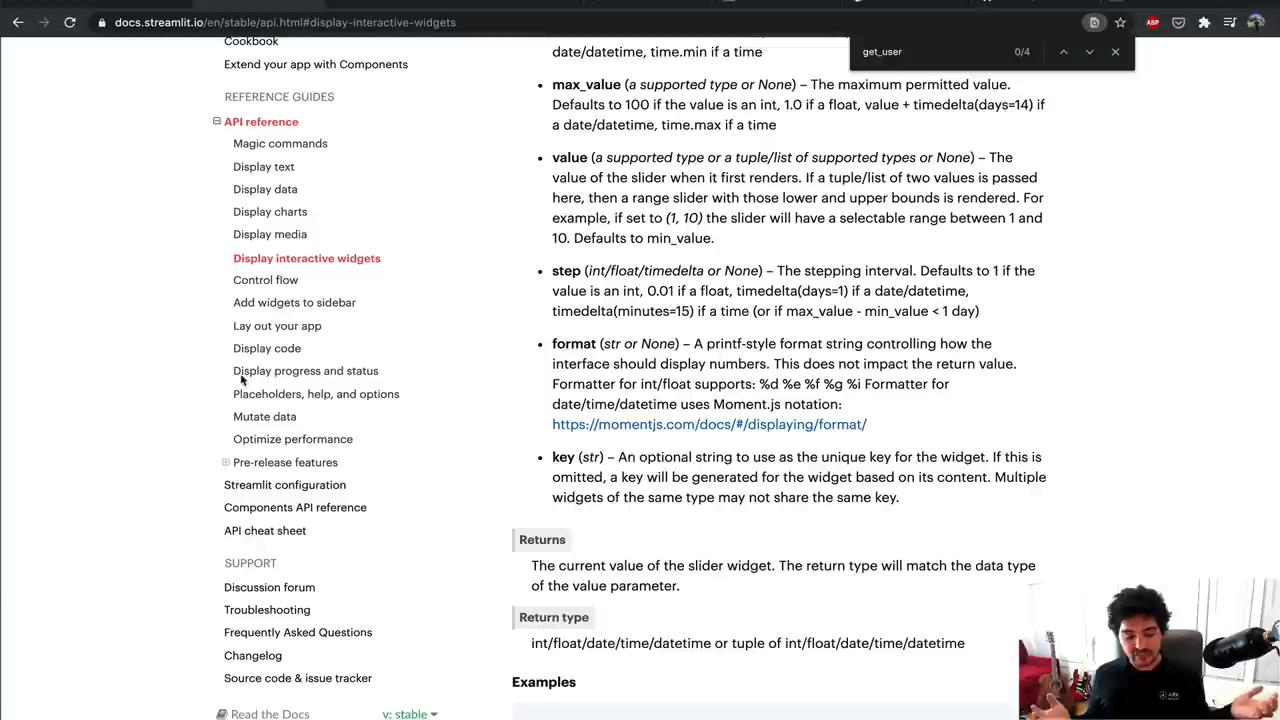 docs.streamlit.io/en/stable/api.html#display-interactive-widgets
ABP
get_user
0/4
Cookbook
Extend your app with Components
REFERENCE GUIDES
API reference
Magic commands
Display text
Display data
Display charts
Display media
Display interactive widgets
Control flow
Add widgets to sidebar
Lay out your app
Display code
Display progress and status
Placeholders, help, and options
Mutate data
Optimize performance
Pre-release features
Streamlit configuration
Components API reference
API cheat sheet
SUPPORT
Discussion forum
Troubleshooting
Frequently Asked Questions
Changelog
Source code & issue tracker
Read the Docs
v: stable
date/datetime, time.min if a time
• max_value (a supported type or None) – The maximum permitted value.
Defaults to 100 if the value is an int, 1.0 if a float, value + timedelta(days=14) if
a date/datetime, time.max if a time
• value (a supported type or a tuple/list of supported types or None) – The
value of the slider when it first renders. If a tuple/list of two values is passed
here, then a range slider with those lower and upper bounds is rendered. For
example, if set to (1, 10) the slider will have a selectable range between 1 and
10. Defaults to min_value.
• step (int/float/timedelta or None) – The stepping interval. Defaults to 1 if the
value is an int, 0.01 if a float, timedelta(days=1) if a date/datetime,
timedelta(minutes=15) if a time (or if max_value - min_value < 1 day)
• format (str or None) – A printf-style format string controlling how the
interface should display numbers. This does not impact the return value.
Formatter for int/float supports: %d %e %f %g %i Formatter for
date/time/datetime uses Moment.js notation:
https://momentjs.com/docs/#/displaying/format/
• key (str) – An optional string to use as the unique key for the widget. If this is
omitted, a key will be generated for the widget based on its content. Multiple
widgets of the same type may not share the same key.
Returns
The current value of the slider widget. The return type will match the data type
of the value parameter.
Return type
int/float/date/time/datetime or tuple of int/float/date/time/datetime
Examples